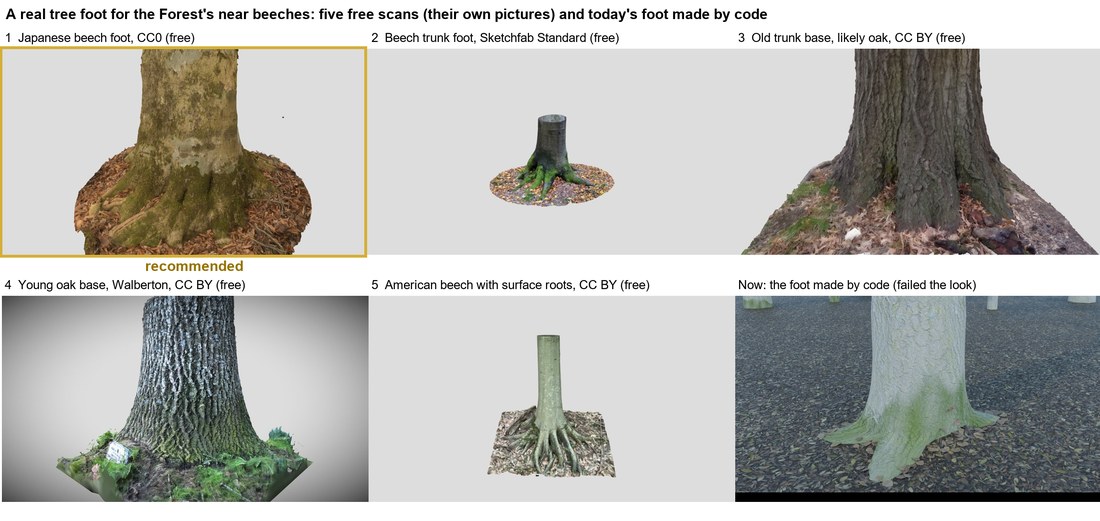 A real tree foot for the Forest's near beeches: five free scans (their own pictures) and today's foot made by code
1 Japanese beech foot, CC0 (free)
2 Beech trunk foot, Sketchfab Standard (free)
3 Old trunk base, likely oak, CC BY (free)
recommended
4 Young oak base, Walberton, CC BY (free)
5 American beech with surface roots, CC BY (free)
Now: the foot made by code (failed the look)